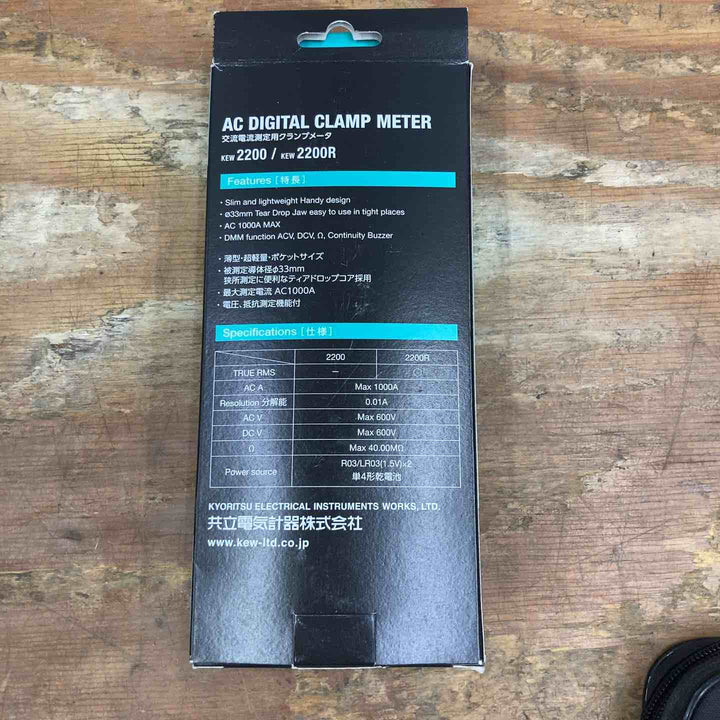 AC DIGITAL CLAMP METER
交流電流測定用クランプメータ
KEW 2200 / KEW 2200R
Features [特長]
・Slim and lightweight Handy design
・ø33mm Tear Drop Jaw easy to use in tight places
・AC 1000A MAX
・DMM function ACV, DCV, Ω, Continuity Buzzer
・薄型・超軽量・ポケットサイズ
・被測定導体径ø33mm
狭所測定に便利なティアドロップコア採用
・最大測定電流 AC1000A
・電圧、抵抗測定機能付
Specifications [仕様]
2200 2200R
TRUE RMS － ○
AC A Max 1000A
Resolution 分解能 0.01A
AC V Max 600V
DC V Max 600V
Ω Max 40.00MΩ
Power source R03/LR03(1.5V)×2
単4形乾電池
KYORITSU ELECTRICAL INSTRUMENTS WORKS, LTD.
共立電気計器株式会社
www.kew-ltd.co.jp